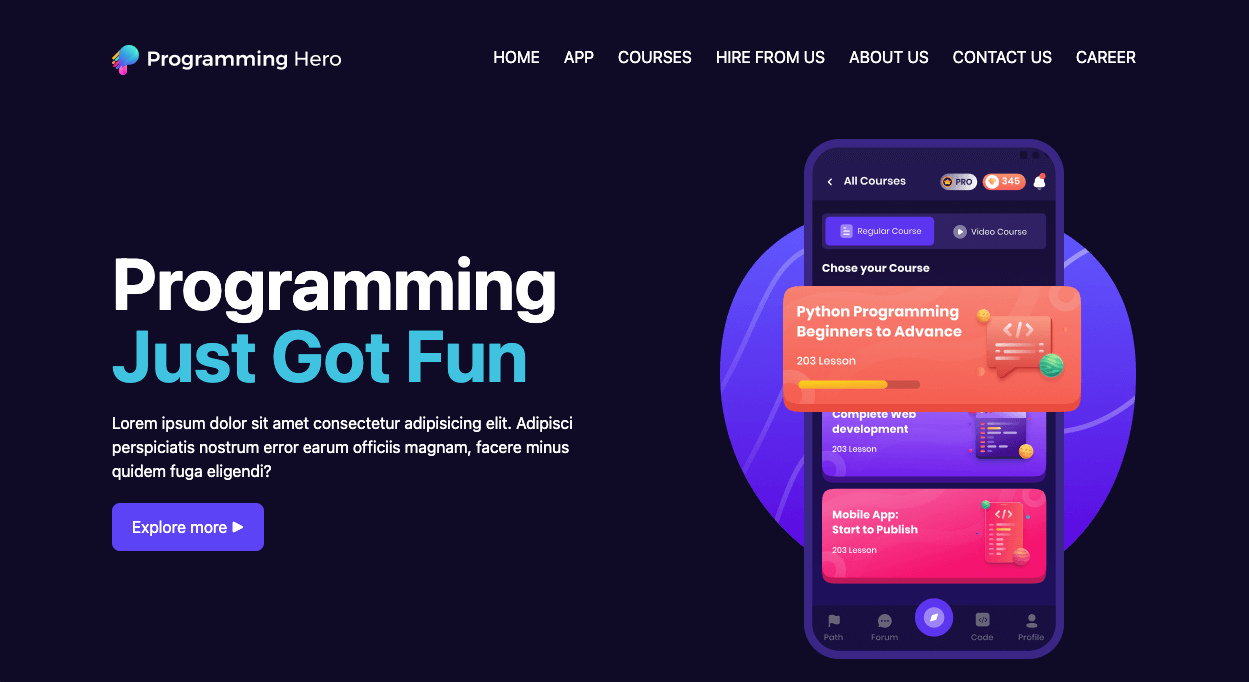 Programming Hero
HOME APP COURSES HIRE FROM US ABOUT US CONTACT US CAREER
Programming
Just Got Fun
Lorem ipsum dolor sit amet consectetur adipisicing elit. Adipisci
perspiciatis nostrum error earum officiis magnam, facere minus
quidem fuga eligendi?
Explore more
All Courses
PRO
345
Regular Course
Video Course
Chose your Course
Python Programming
Beginners to Advance
203 Lesson
Complete Web
development
203 Lesson
Mobile App:
Start to Publish
203 Lesson
Path
Forum
Code
Profile